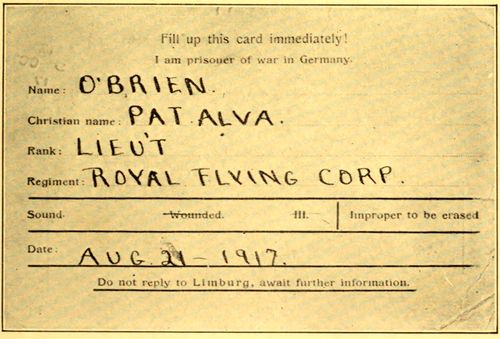 Fill up this card immediately!
I am prisoner of war in Germany.
Name: O'BRIEN.
Christian name: PAT ALVA.
Rank: LIEU'T
Regiment: ROYAL FLYING CORP.
Sound. Wounded. Ill. Improper to be erased
Date: AUG. 21 - 1917.
Do not reply to Limburg, await further information.